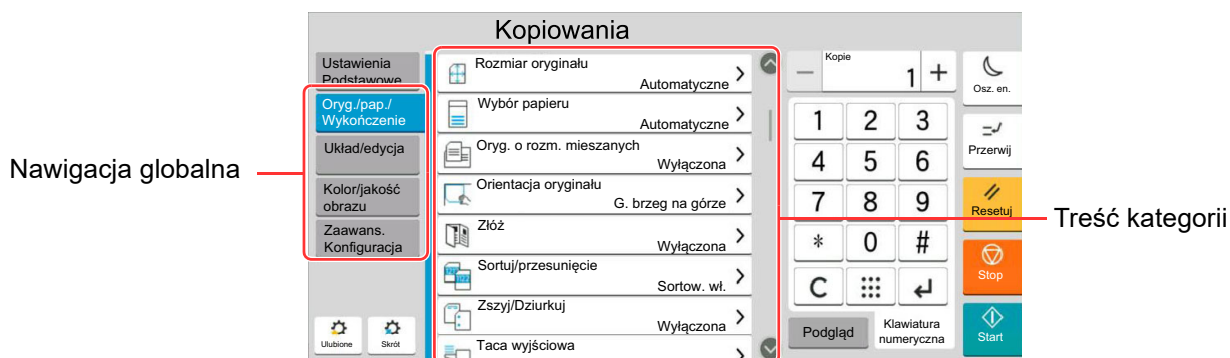 Kopiowania
Nawigacja globalna
Ustawienia
Podstawowe
Oryg./pap./
Wykończenie
Układ/edycja
Kolor/jakość
obrazu
Zaawans.
Konfiguracja
Ulubione
Skrót
Rozmiar oryginału
Automatyczne
Wybór papieru
Automatyczne
Oryg. o rozm. mieszanych
Wyłączona
Orientacja oryginału
G. brzeg na górze
Złóż
Wyłączona
Sortuj/przesunięcie
Sortow. wł.
Zszyj/Dziurkuj
Wyłączona
Taca wyjściowa
Kopie
− 1 +
1 2 3
4 5 6
7 8 9
* 0 #
C
Podgląd
Klawiatura
numeryczna
Osz. en.
Przerwij
Resetuj
Stop
Start
Treść kategorii